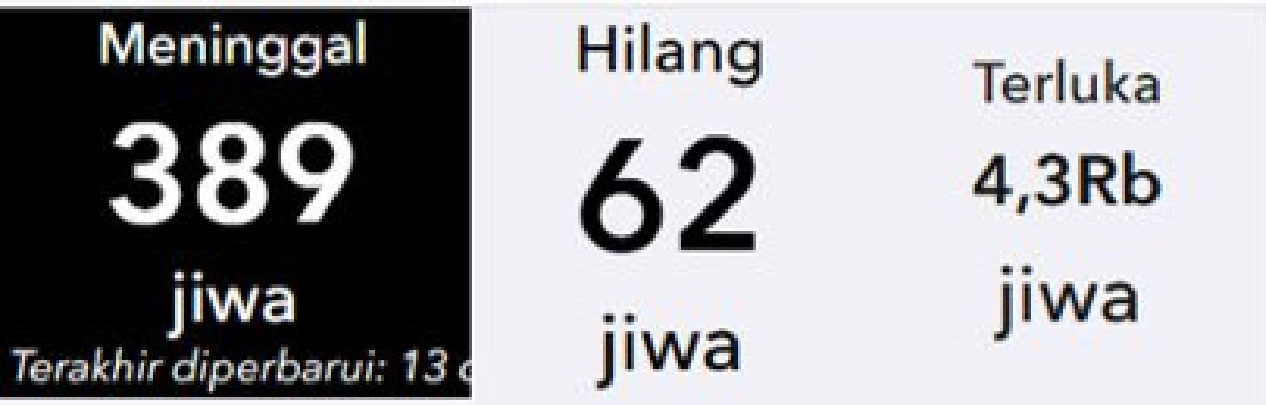 Meninggal
389
jiwa
Terakhir diperbarui: 13
Hilang
62
jiwa
Terluka
4,3Rb
jiwa